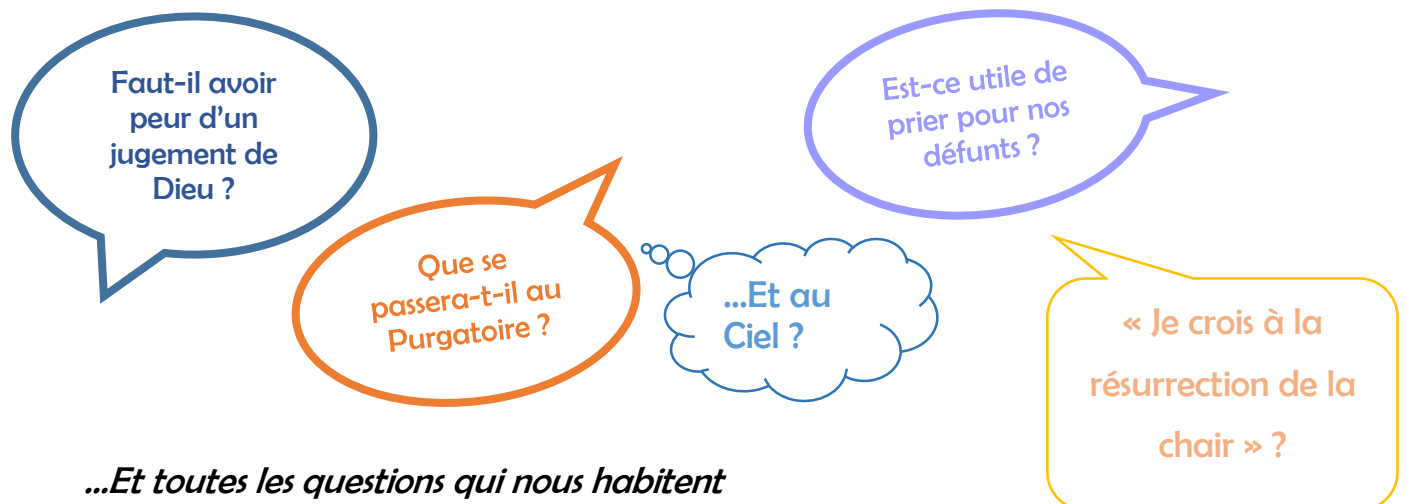 Faut-il avoir
peur d’un
jugement de
Dieu ?
Est-ce utile de
prier pour nos
défunts ?
Que se
passera-t-il au
Purgatoire ?
...Et au
Ciel ?
« Je crois à la
résurrection de la
chair » ?
...Et toutes les questions qui nous habitent